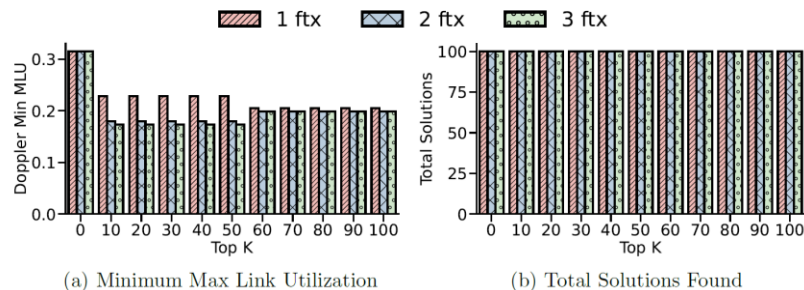 1 ftx 2 ftx 3 ftx
Doppler Min MLU
0.3
0.2
0.1
0.0
0 10 20 30 40 50 60 70 80 90 100
Top K
(a) Minimum Max Link Utilization
Total Solutions
100
75
50
25
0
0 10 20 30 40 50 60 70 80 90 100
Top K
(b) Total Solutions Found